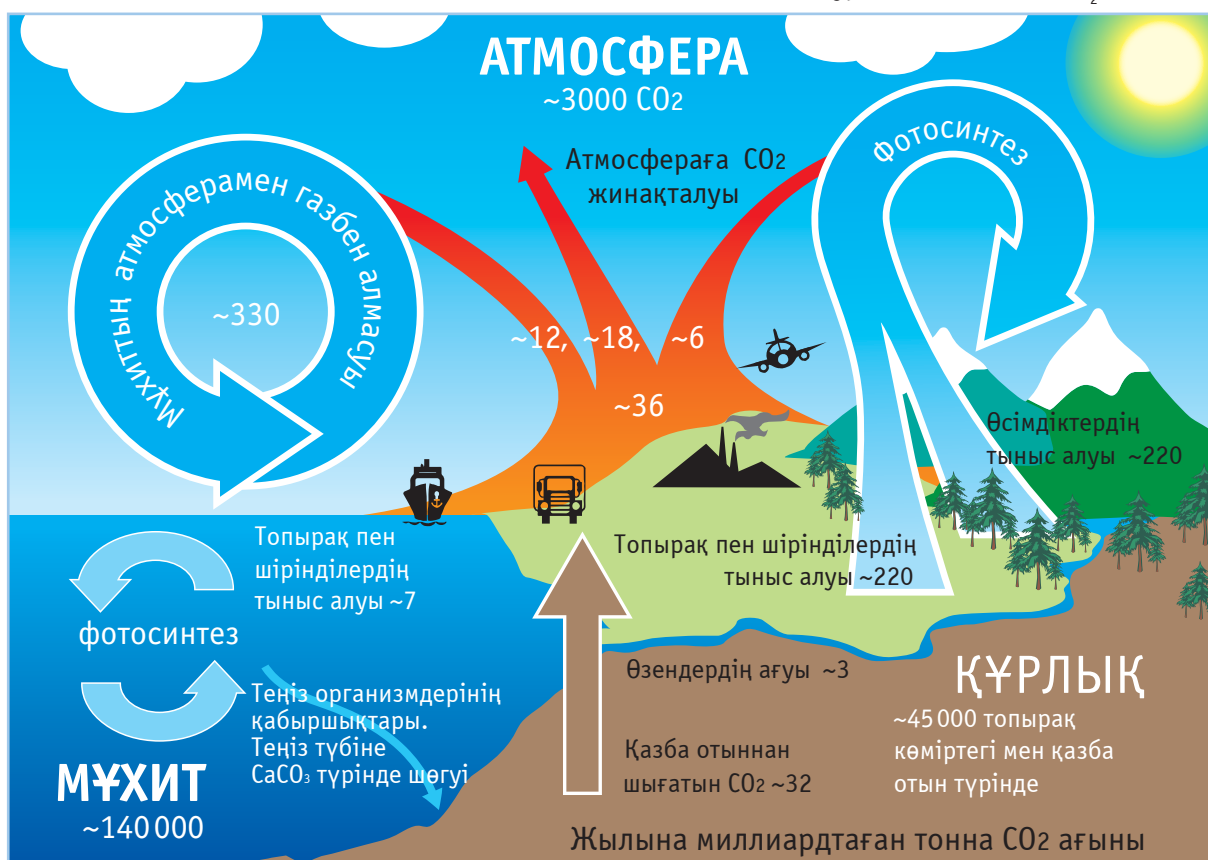 АТМОСФЕРА
~3000 CO₂
Атмосфераға CO₂
жинақталуы
Мұхиттың атмосферамен газбен алмасуы
~330
Фотосинтез
~12, ~18, ~6
~36
Өсімдіктердің
тыныс алуы ~220
Топырақ пен шірінділердің
тыныс алуы ~220
Топырақ пен
шірінділердің
тыныс алуы ~7
фотосинтез
Теңіз организмдерінің
қабыршықтары.
Теңіз түбіне
CaCO₃ түрінде шөгуі
МҰХИТ
~140 000
Өзендердің ағуы ~3
Қазба отыннан
шығатын CO₂ ~32
ҚҰРЛЫҚ
~45 000 топырақ
көміртегі мен қазба
отын түрінде
Жылына миллиардтаған тонна CO₂ ағыны